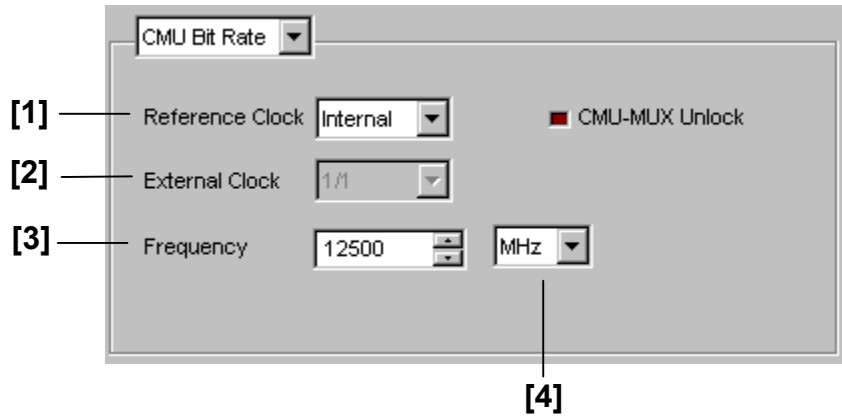 CMU Bit Rate
[1] Reference Clock Internal CMU-MUX Unlock
[2] External Clock 1/1
[3] Frequency 12500 MHz
[4]